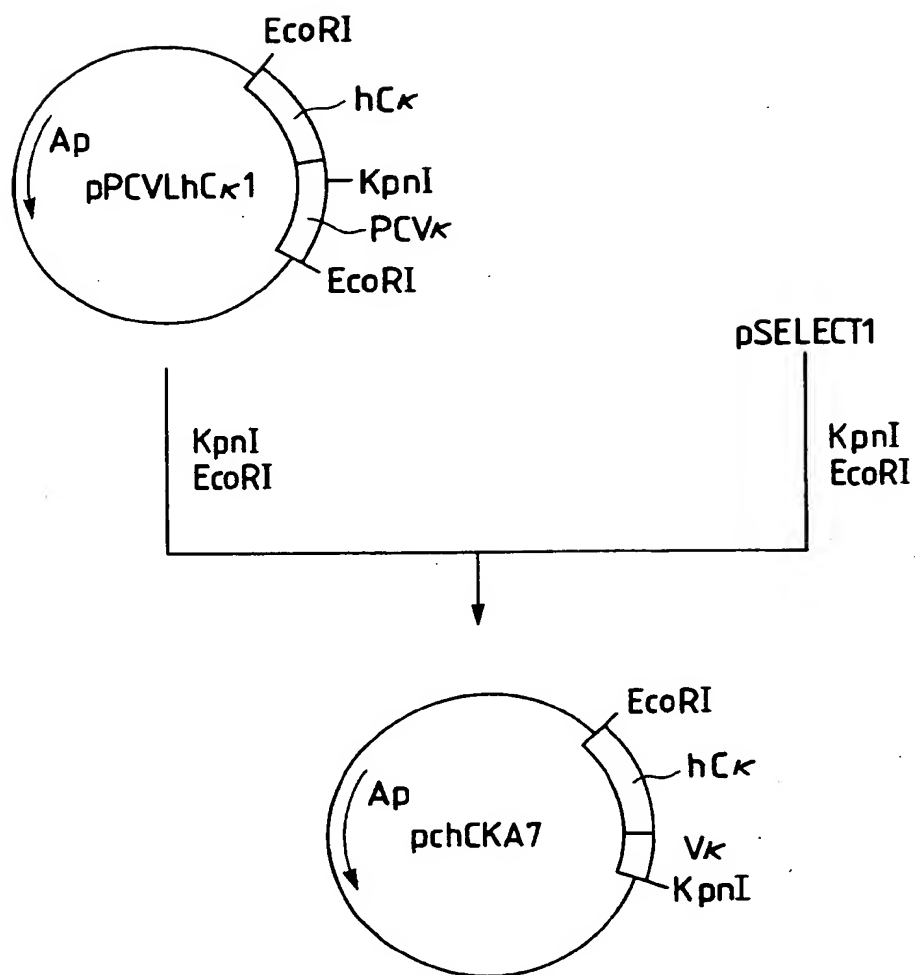 EcoRI
hCκ
Ap
pPCVLhCκ1
KpnI
PCVκ
EcoRI
pSELECT1
KpnI
EcoRI
KpnI
EcoRI
EcoRI
hCκ
Ap
pchCKA7
Vκ
KpnI